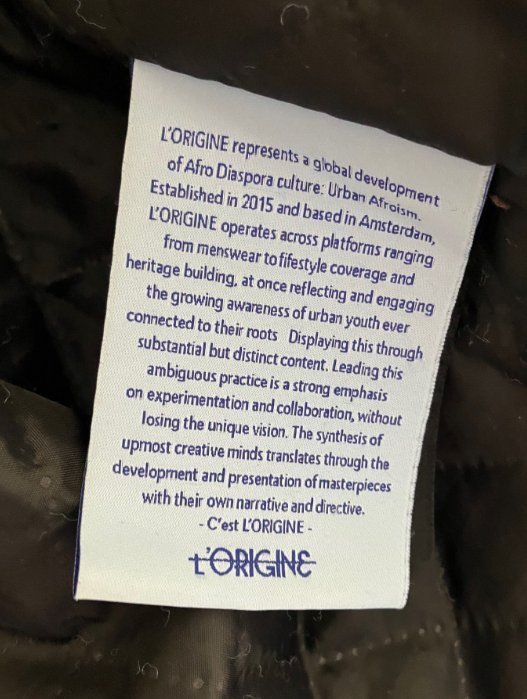 L'ORIGINE represents a global development
of Afro Diaspora culture: Urban Afroism.
Established in 2015 and based in Amsterdam,
L'ORIGINE operates across platforms ranging
from menswear to lifestyle coverage and
heritage building, at once reflecting and engaging
the growing awareness of urban youth ever
connected to their roots Displaying this through
substantial but distinct content. Leading this
ambiguous practice is a strong emphasis
on experimentation and collaboration, without
losing the unique vision. The synthesis of
upmost creative minds translates through the
development and presentation of masterpieces
with their own narrative and directive.
- C'est L'ORIGINE -
L'ORIGINE